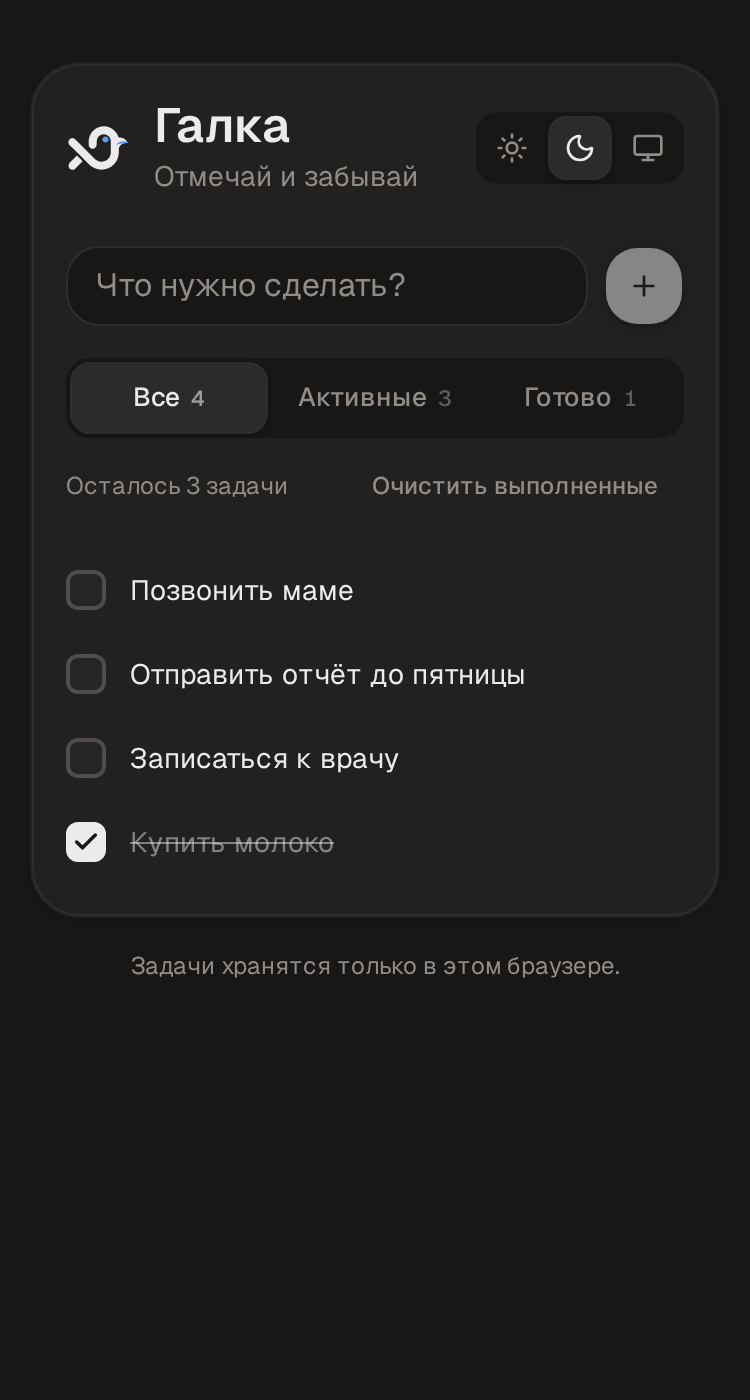 Галка
Отмечай и забывай
Что нужно сделать?
Все 4 Активные 3 Готово 1
Осталось 3 задачи Очистить выполненные
Позвонить маме
Отправить отчёт до пятницы
Записаться к врачу
Купить молоко
Задачи хранятся только в этом браузере.